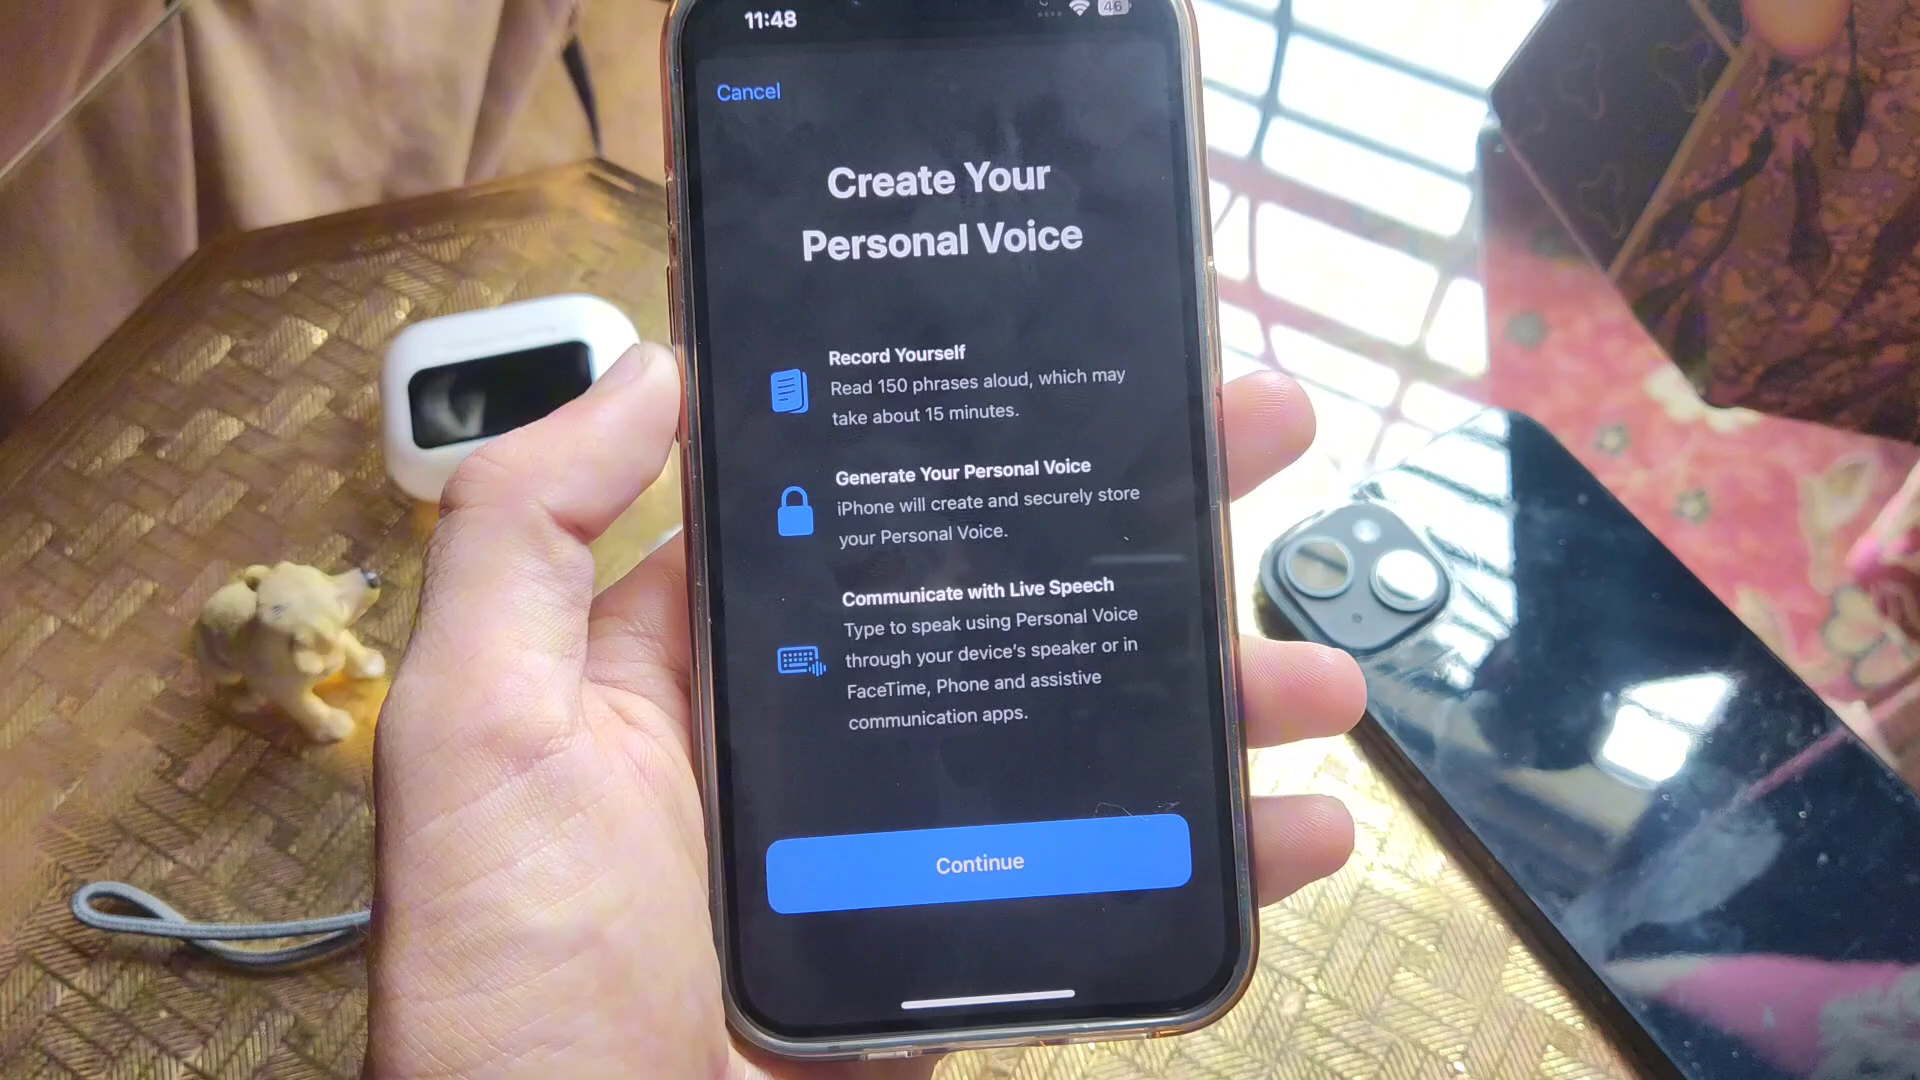 11:48
46
Cancel
Create Your
Personal Voice
Record Yourself
Read 150 phrases aloud, which may
take about 15 minutes.
Generate Your Personal Voice
iPhone will create and securely store
your Personal Voice.
Communicate with Live Speech
Type to speak using Personal Voice
through your device's speaker or in
FaceTime, Phone and assistive
communication apps.
Continue